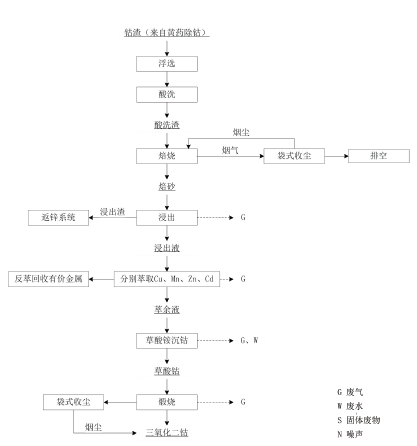 钴渣（来自黄药除钴）
浮选
酸洗
酸洗渣
烟尘
焙烧
烟气
袋式收尘
排空
焙砂
返锌系统
浸出渣
浸出
G
浸出液
反萃回收有价金属
分别萃取Cu、Mn、Zn、Cd
G
萃余液
草酸铵沉钴
G、W
草酸钴
袋式收尘
煅烧
G
烟尘
三氧化二钴
G 废气
W 废水
S 固体废物
N 噪声